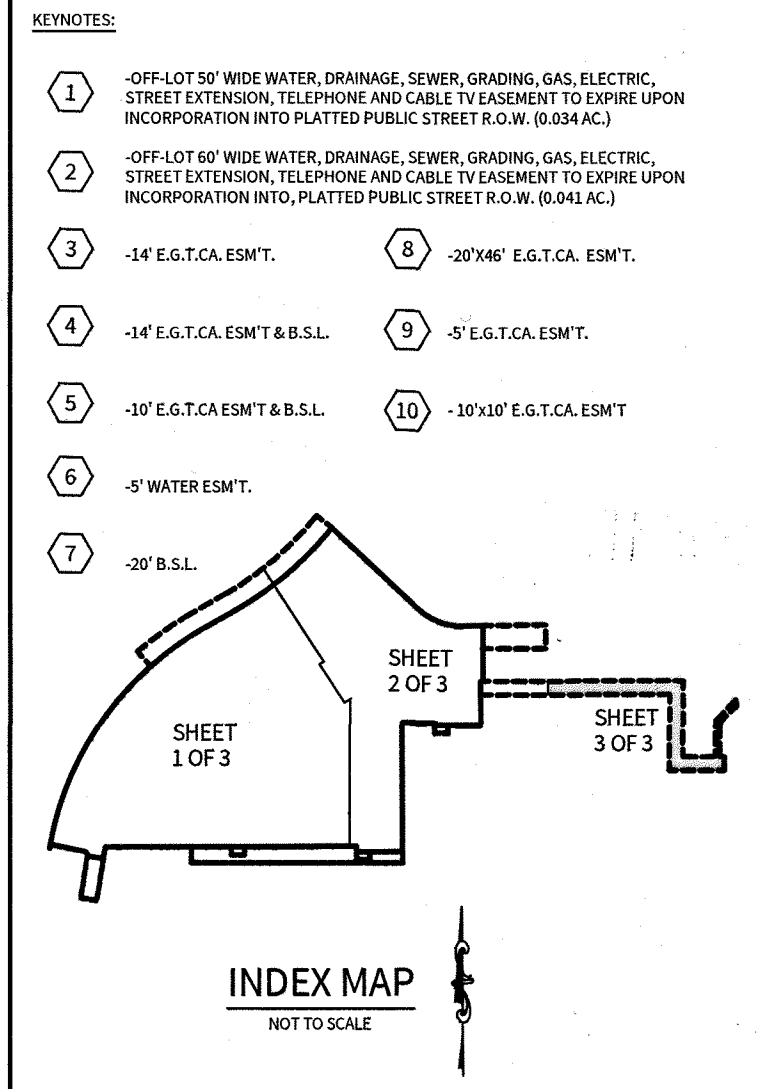 KEYNOTES:
1
-OFF-LOT 50' WIDE WATER, DRAINAGE, SEWER, GRADING, GAS, ELECTRIC,
STREET EXTENSION, TELEPHONE AND CABLE TV EASEMENT TO EXPIRE UPON
INCORPORATION INTO PLATTED PUBLIC STREET R.O.W. (0.034 AC.)
2
-OFF-LOT 60' WIDE WATER, DRAINAGE, SEWER, GRADING, GAS, ELECTRIC,
STREET EXTENSION, TELEPHONE AND CABLE TV EASEMENT TO EXPIRE UPON
INCORPORATION INTO, PLATTED PUBLIC STREET R.O.W. (0.041 AC.)
3 -14' E.G.T.CA. ESM'T.
4 -14' E.G.T.CA. ESM'T & B.S.L.
5 -10' E.G.T.CA ESM'T & B.S.L.
6 -5' WATER ESM'T.
7 -20' B.S.L.
8 -20'X46' E.G.T.CA. ESM'T.
9 -5' E.G.T.CA. ESM'T.
10 - 10'x10' E.G.T.CA. ESM'T
SHEET
1 OF 3
SHEET
2 OF 3
SHEET
3 OF 3
INDEX MAP
NOT TO SCALE